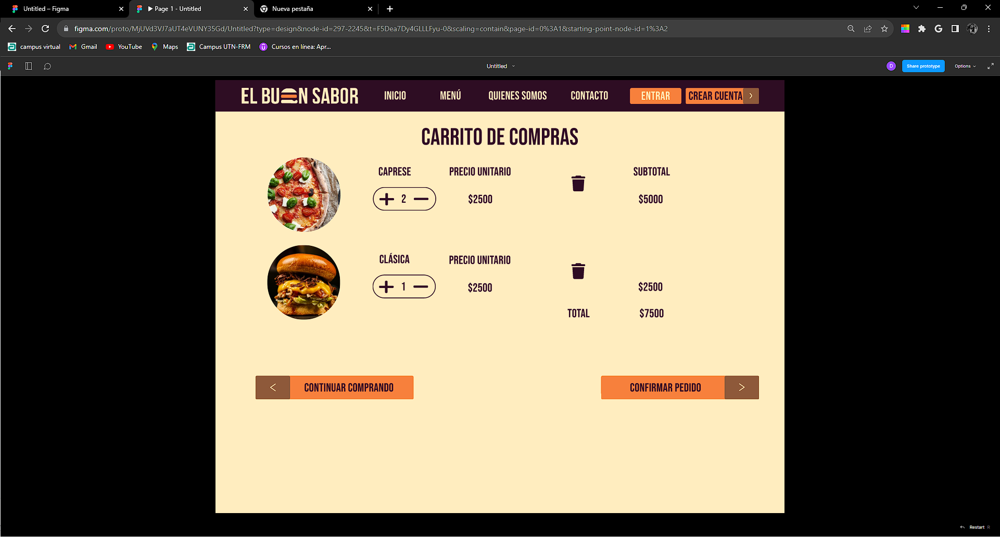 Untitled – Figma
Page 1 - Untitled
Nueva pestaña
figma.com/proto/MjUVd3VJ7aUT4eVUNY35Gd/Untitled?type=design&node-id=297-2245&t=F5Dea7Dy4GLLLFyu-0&scaling=contain&page-id=0%3A1&starting-point-node-id=1%3A2
campus virtual
Gmail
YouTube
Maps
Campus UTN-FRM
Cursos en línea: Apr...
Untitled
D
Share prototype
Options
EL BUEN SABOR
INICIO
MENÚ
QUIENES SOMOS
CONTACTO
ENTRAR
CREAR CUENTA
CARRITO DE COMPRAS
CAPRESE
PRECIO UNITARIO
SUBTOTAL
2
$2500
$5000
CLÁSICA
PRECIO UNITARIO
1
$2500
$2500
TOTAL
$7500
CONTINUAR COMPRANDO
CONFIRMAR PEDIDO
Restart R